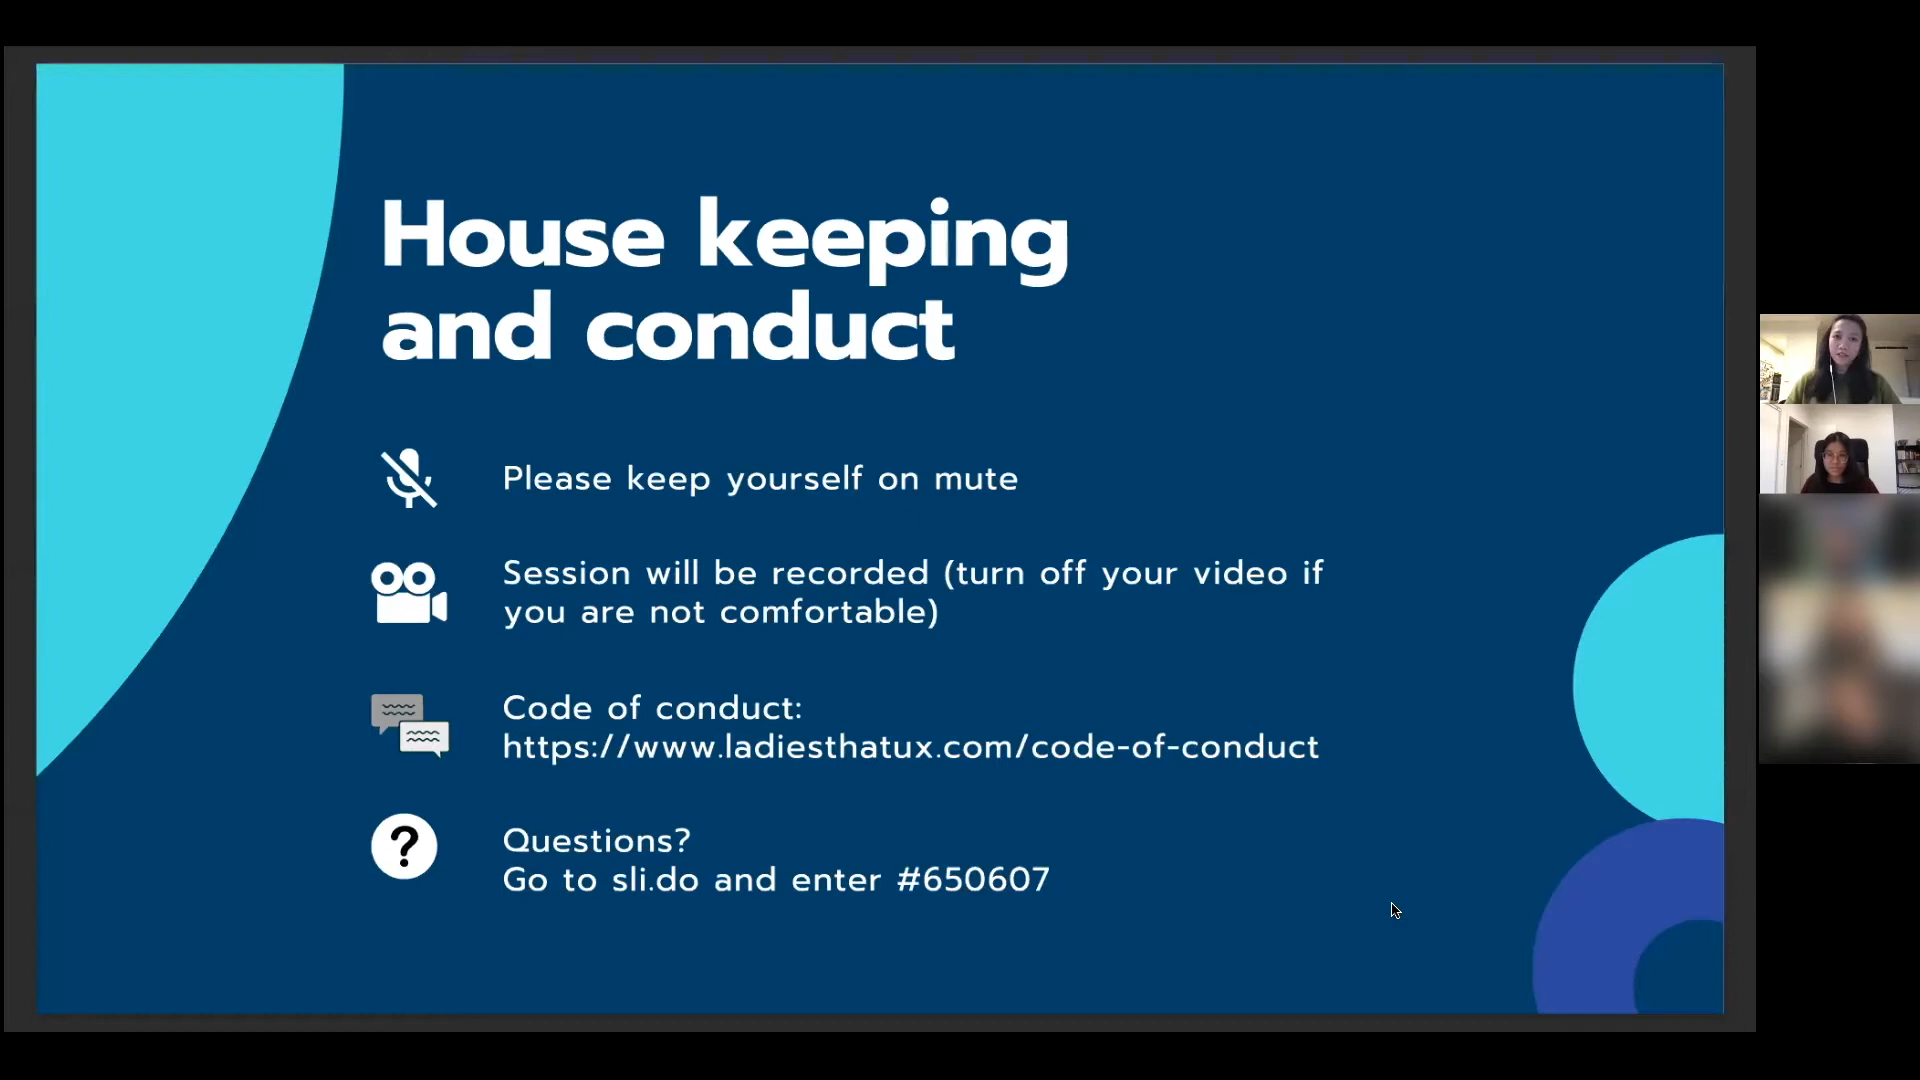 House keeping
and conduct
Please keep yourself on mute
Session will be recorded (turn off your video if
you are not comfortable)
Code of conduct:
https://www.ladiesthatux.com/code-of-conduct
?
Questions?
Go to sli.do and enter #650607